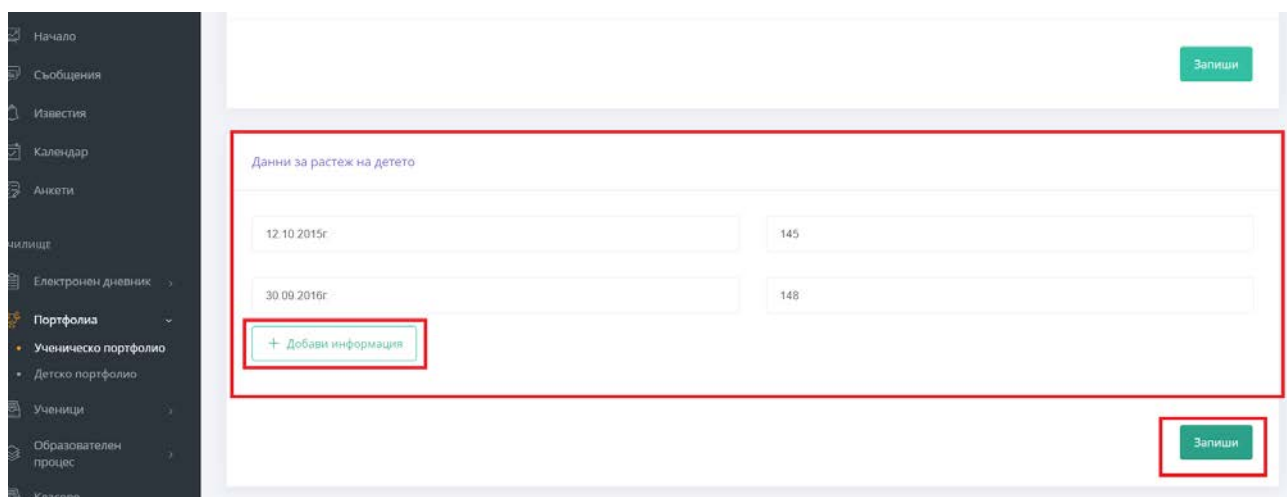 Начало
Съобщения
Известия
Календар
Анкети
Електронен дневник
Портфолиа
Ученическо портфолио
Детско портфолио
Ученици
Образователен
процес
Запиши
Данни за растеж на детето
12.10.2015г. 145
30.09.2016г. 148
+ Добави информация
Запиши